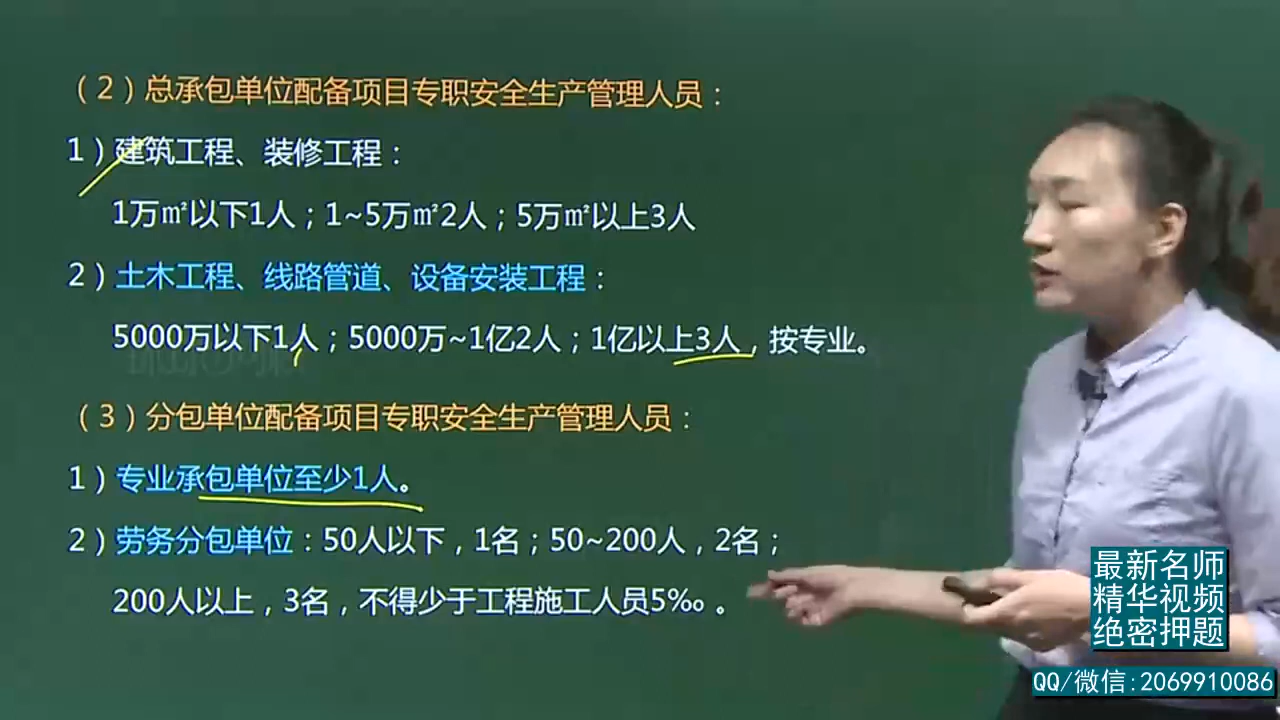 （2）总承包单位配备项目专职安全生产管理人员：
1）建筑工程、装修工程：
1万㎡以下1人；1~5万㎡2人；5万㎡以上3人
2）土木工程、线路管道、设备安装工程：
5000万以下1人；5000万~1亿2人；1亿以上3人，按专业。
（3）分包单位配备项目专职安全生产管理人员：
1）专业承包单位至少1人。
2）劳务分包单位：50人以下，1名；50~200人，2名；
200人以上，3名，不得少于工程施工人员5‰。
最新名师
精华视频
绝密押题
QQ/微信:2069910086